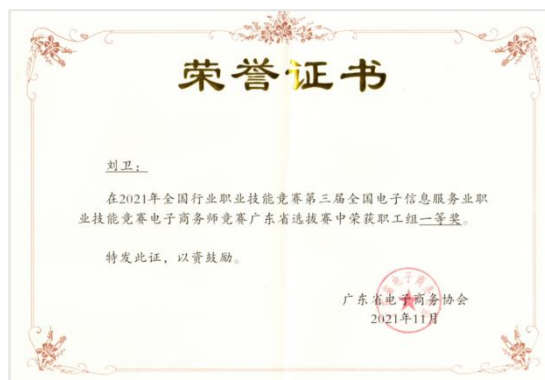 荣誉证书
刘卫：
在2021年全国行业职业技能竞赛第三届全国电子信息服务业职
业技能竞赛电子商务师竞赛广东省选拔赛中荣获职工组一等奖。
特发此证，以资鼓励。
广东省电子商务协会
2021年11月